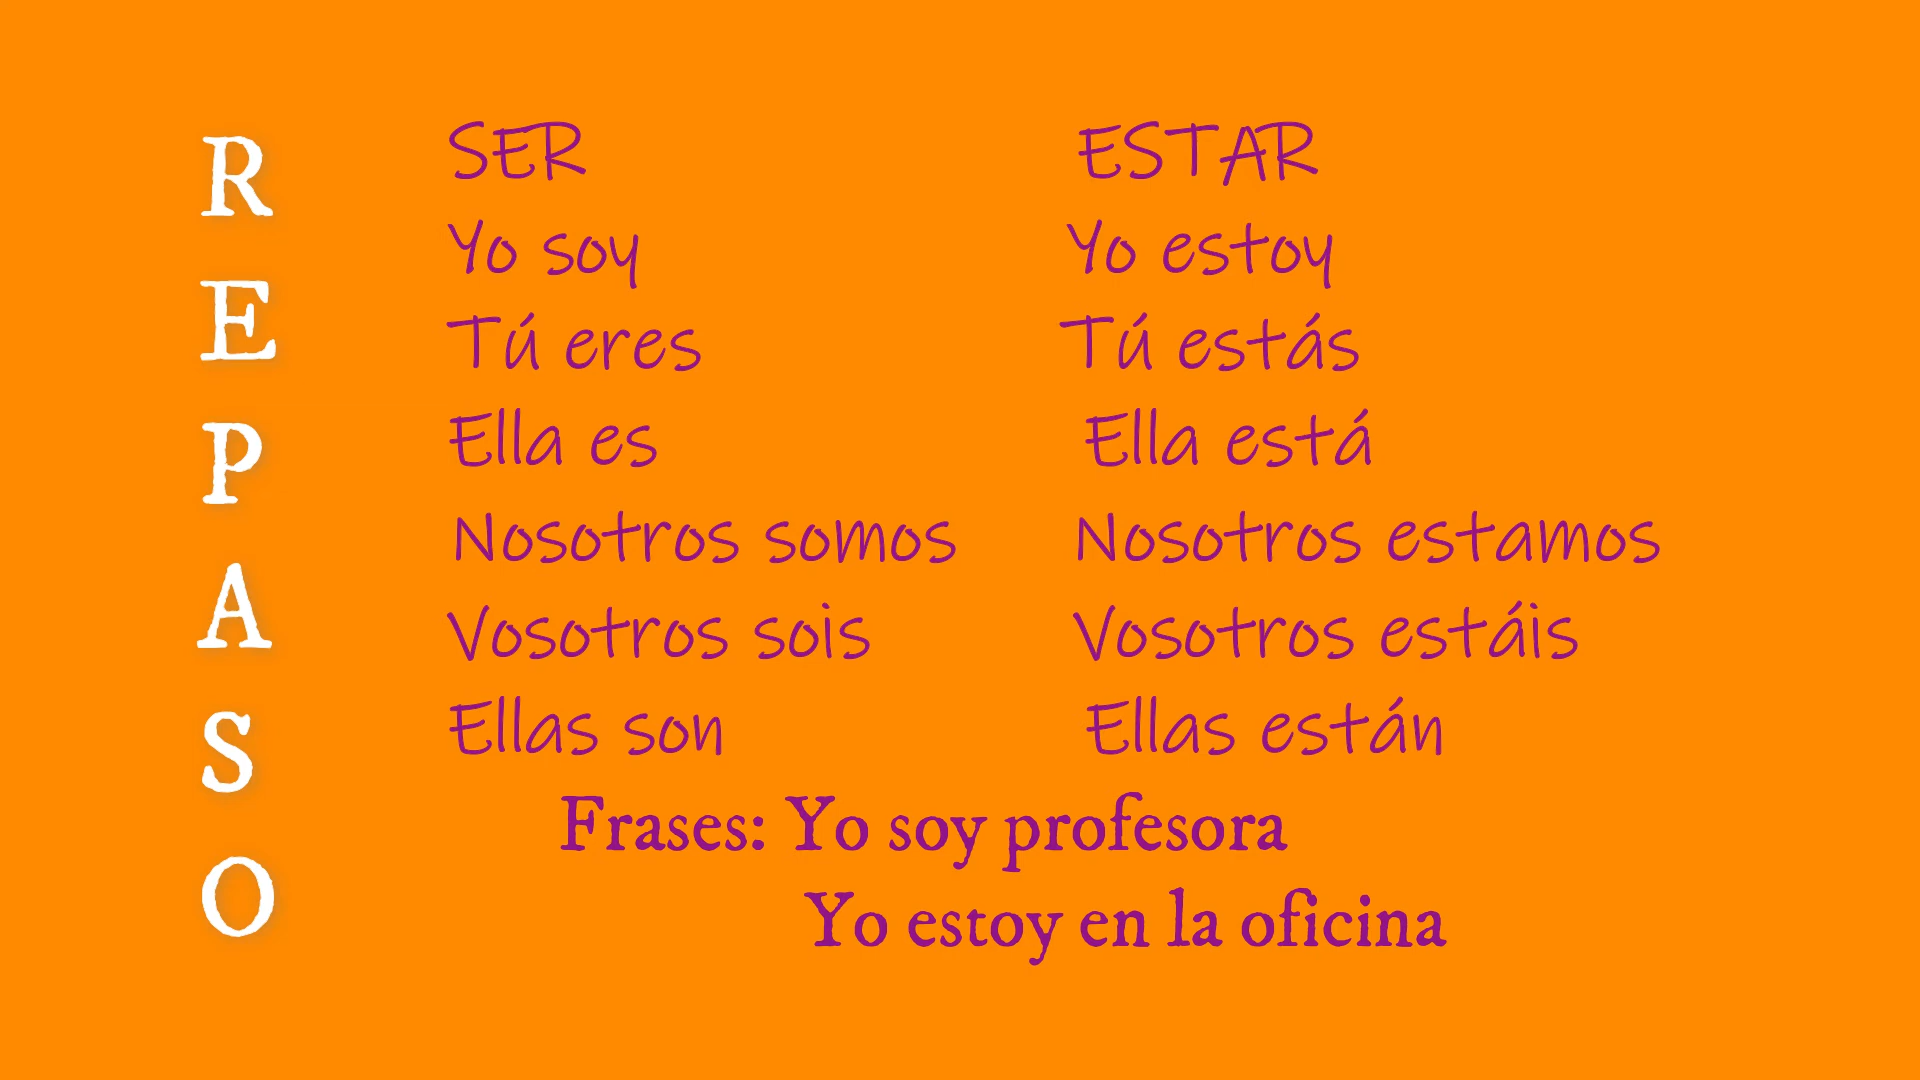 REPASO
SER ESTAR
Yo soy Yo estoy
Tú eres Tú estás
Ella es Ella está
Nosotros somos Nosotros estamos
Vosotros sois Vosotros estáis
Ellas son Ellas están
Frases: Yo soy profesora
Yo estoy en la oficina